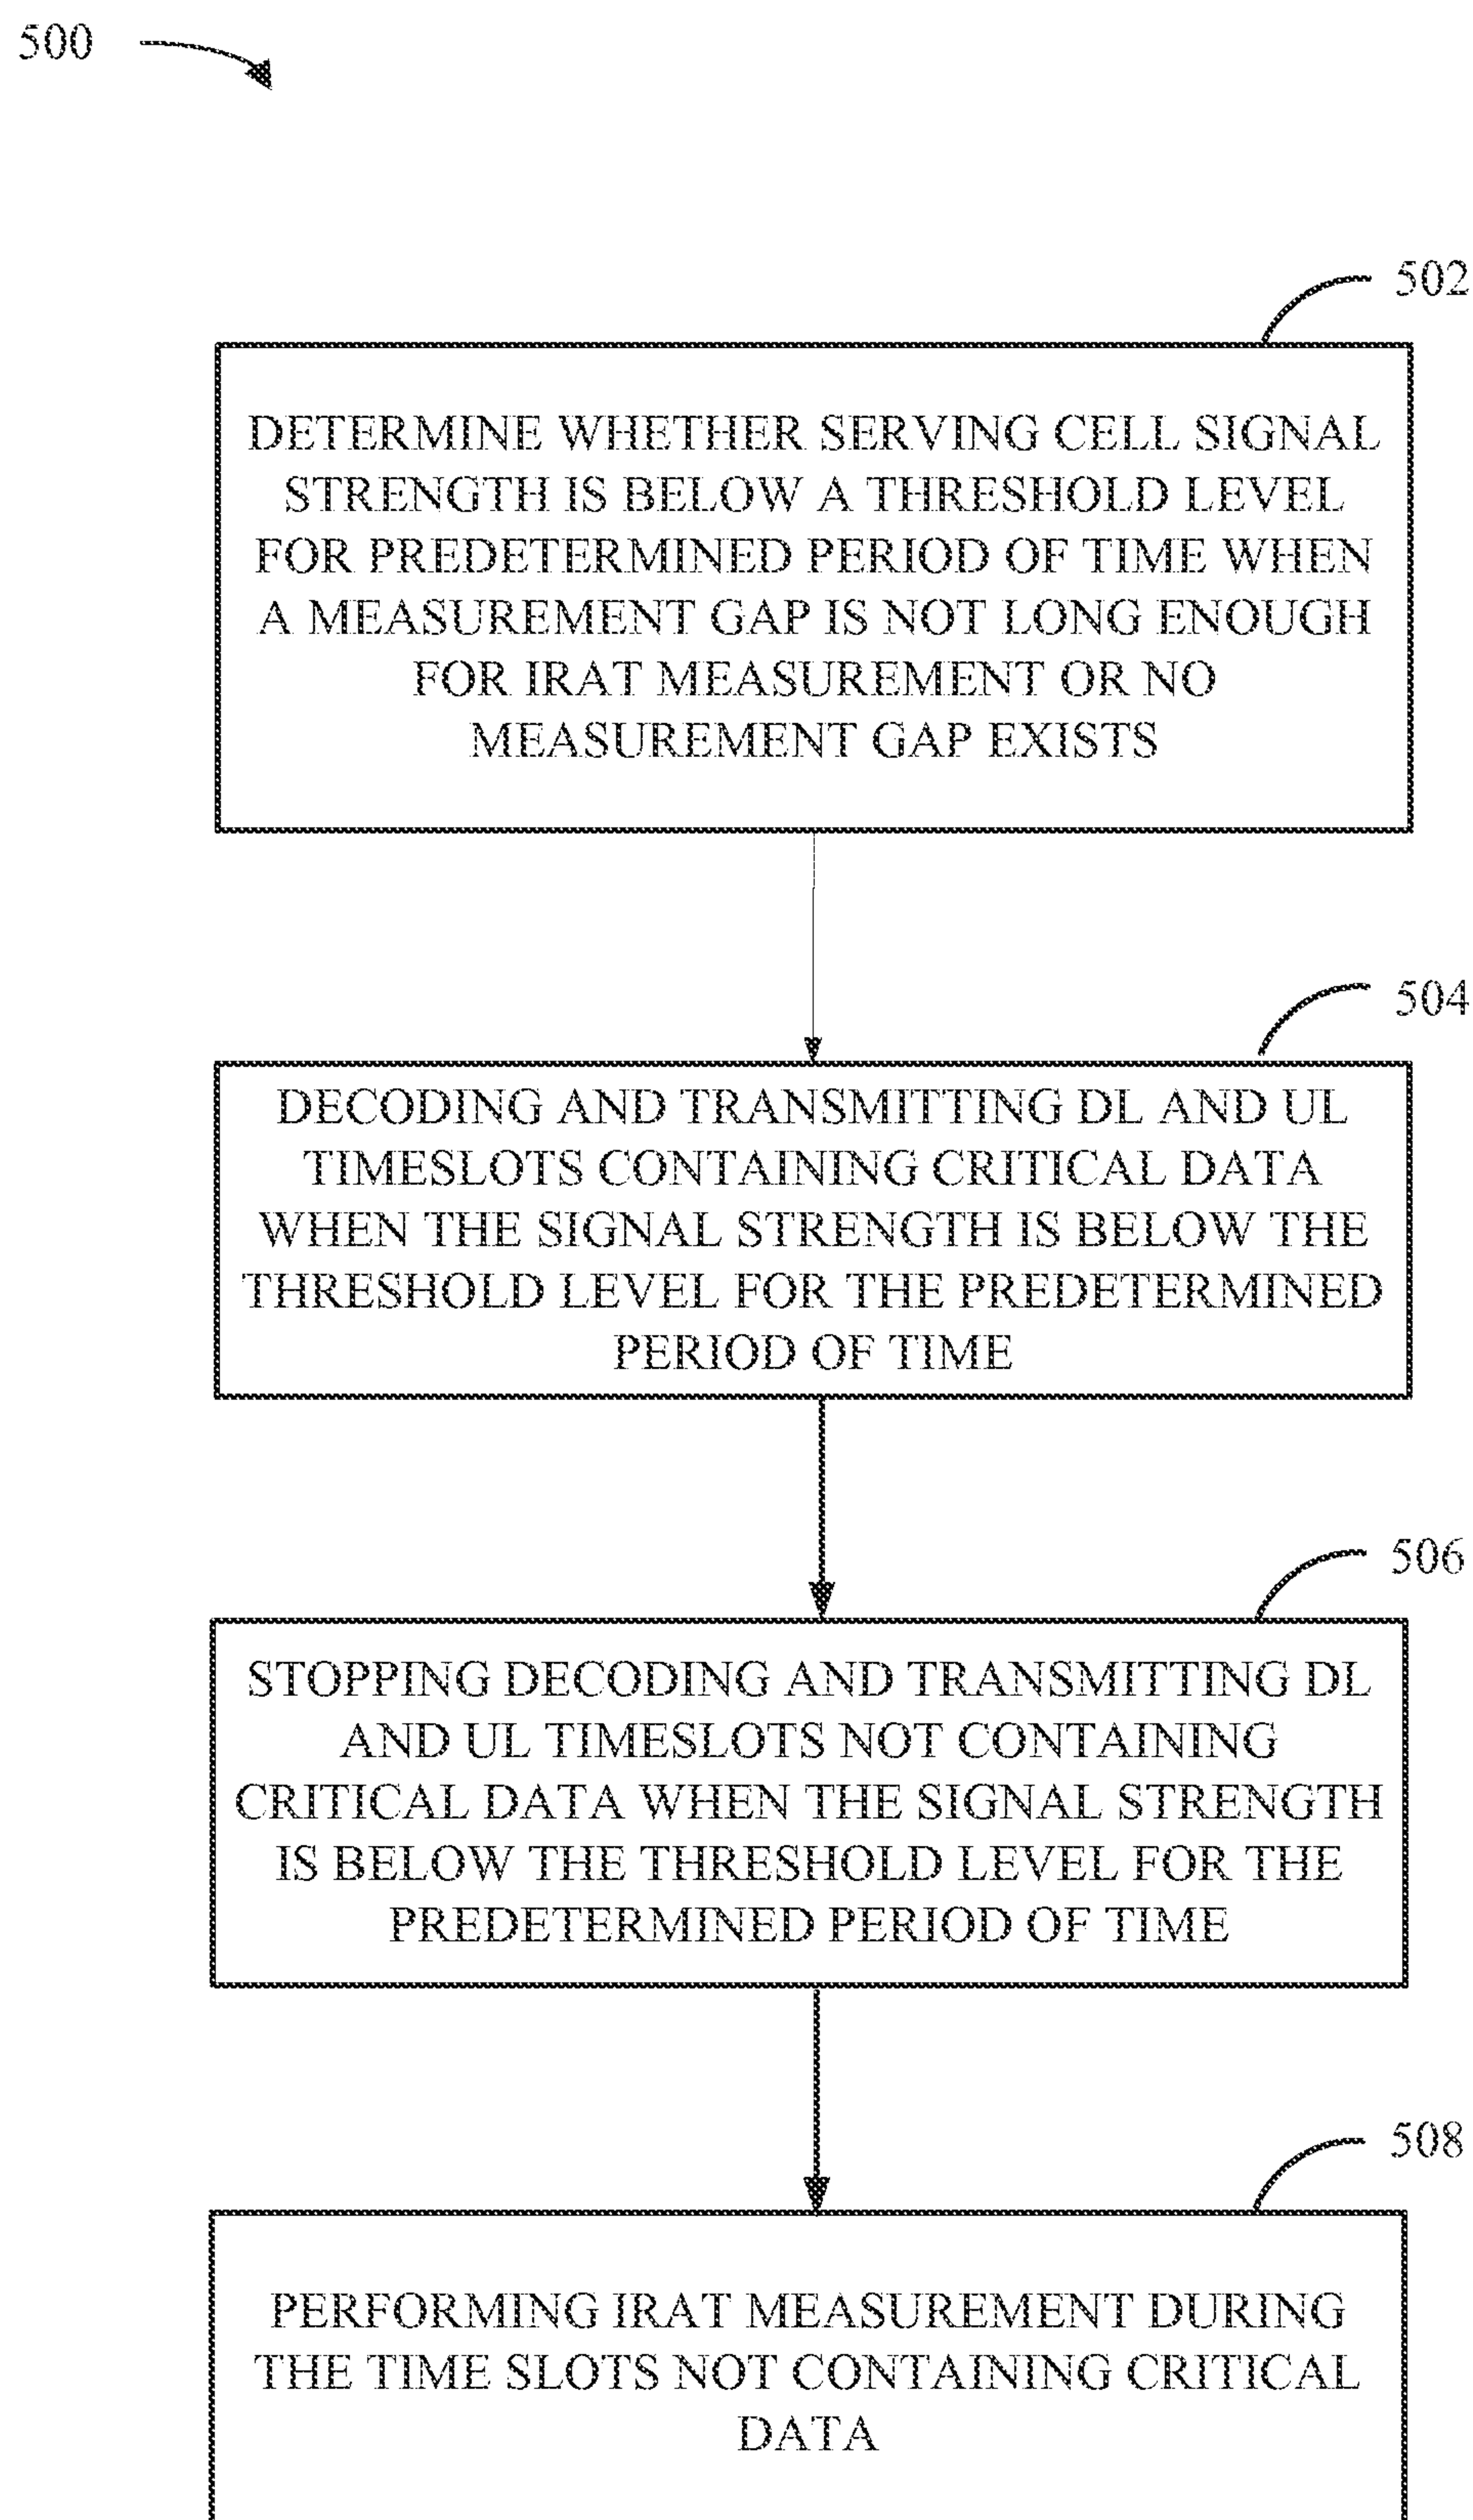 500
502
DETERMINE WHETHER SERVING CELL SIGNAL
STRENGTH IS BELOW A THRESHOLD LEVEL
FOR PREDETERMINED PERIOD OF TIME WHEN
A MEASUREMENT GAP IS NOT LONG ENOUGH
FOR IRAT MEASUREMENT OR NO
MEASUREMENT GAP EXISTS
504
DECODING AND TRANSMITTING DL AND UL
TIMESLOTS CONTAINING CRITICAL DATA
WHEN THE SIGNAL STRENGTH IS BELOW THE
THRESHOLD LEVEL FOR THE PREDETERMINED
PERIOD OF TIME
506
STOPPING DECODING AND TRANSMITTING DL
AND UL TIMESLOTS NOT CONTAINING
CRITICAL DATA WHEN THE SIGNAL STRENGTH
IS BELOW THE THRESHOLD LEVEL FOR THE
PREDETERMINED PERIOD OF TIME
508
PERFORMING IRAT MEASUREMENT DURING
THE TIME SLOTS NOT CONTAINING CRITICAL
DATA